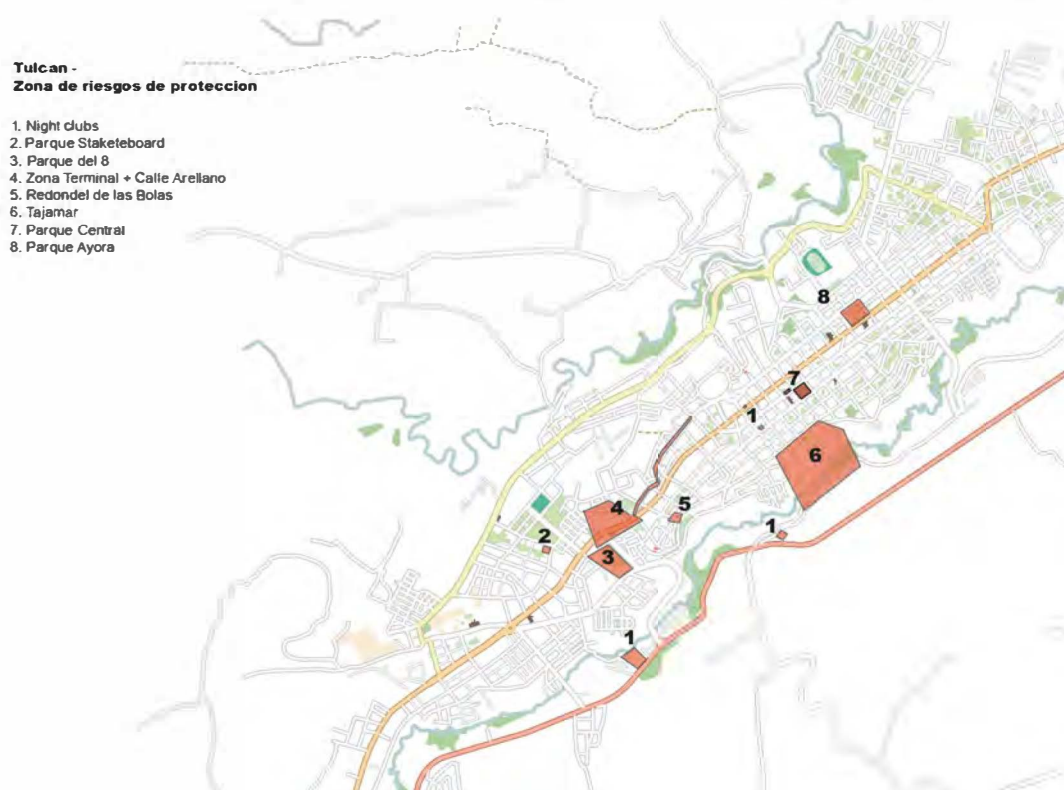 Tulcan -
Zona de riesgos de proteccion
1. Night clubs
2. Parque Staketeboard
3. Parque del 8
4. Zona Terminal + Calle Arellano
5. Redondel de las Bolas
6. Tajamar
7. Parque Central
8. Parque Ayora
8
7
1
6
4
5
2
1
3
1